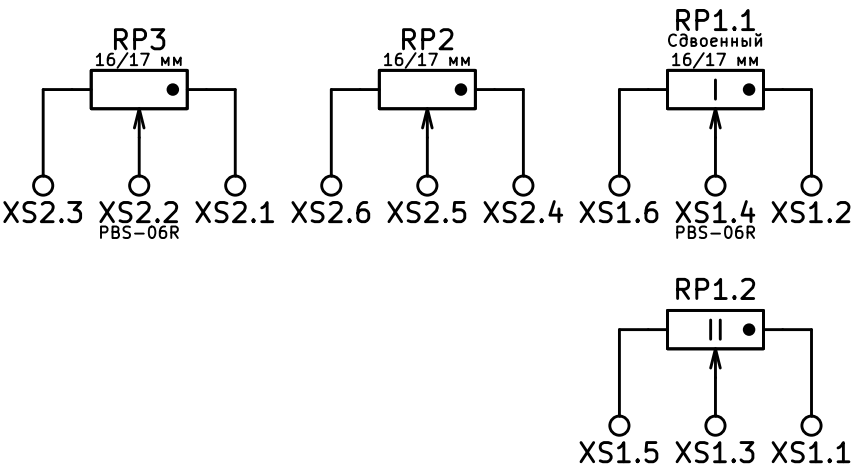 RP3
16/17 мм
XS2.3 XS2.2 XS2.1
PBS-06R
RP2
16/17 мм
XS2.6 XS2.5 XS2.4
RP1.1
Сдвоенный
16/17 мм
I
XS1.6 XS1.4 XS1.2
PBS-06R
RP1.2
II
XS1.5 XS1.3 XS1.1